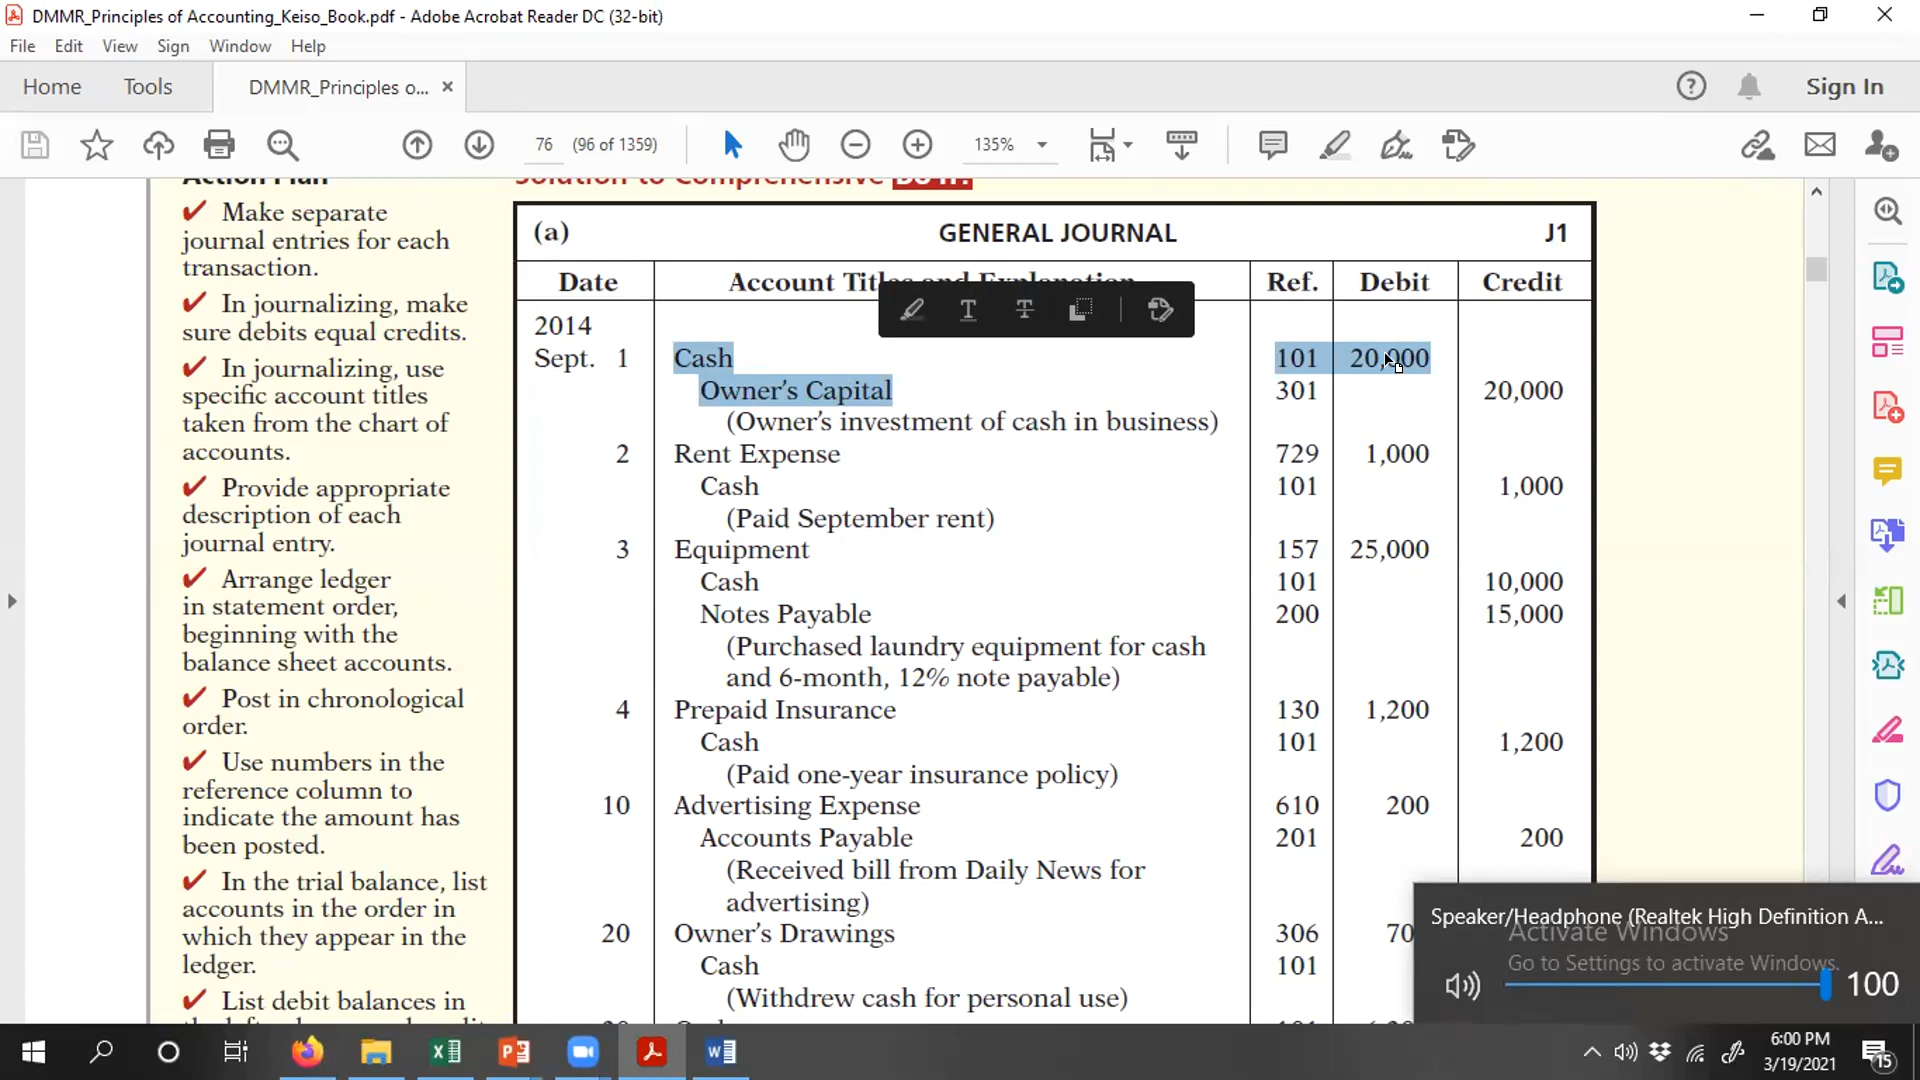 DMMR_Principles of Accounting_Keiso_Book.pdf - Adobe Acrobat Reader DC (32-bit)
File Edit View Sign Window Help
Home Tools DMMR_Principles o... × Sign In
76 (96 of 1359) 135%
Action Plan
✔ Make separate
journal entries for each
transaction.
✔ In journalizing, make
sure debits equal credits.
✔ In journalizing, use
specific account titles
taken from the chart of
accounts.
✔ Provide appropriate
description of each
journal entry.
✔ Arrange ledger
in statement order,
beginning with the
balance sheet accounts.
✔ Post in chronological
order.
✔ Use numbers in the
reference column to
indicate the amount has
been posted.
✔ In the trial balance, list
accounts in the order in
which they appear in the
ledger.
✔ List debit balances in
Solution to Comprehensive DO IT!
(a) GENERAL JOURNAL J1
Date Account Titles and Explanation Ref. Debit Credit
2014
Sept. 1 Cash 101 20,000
Owner's Capital 301 20,000
(Owner's investment of cash in business)
2 Rent Expense 729 1,000
Cash 101 1,000
(Paid September rent)
3 Equipment 157 25,000
Cash 101 10,000
Notes Payable 200 15,000
(Purchased laundry equipment for cash
and 6-month, 12% note payable)
4 Prepaid Insurance 130 1,200
Cash 101 1,200
(Paid one-year insurance policy)
10 Advertising Expense 610 200
Accounts Payable 201 200
(Received bill from Daily News for
advertising)
20 Owner's Drawings 306 70
Cash 101
(Withdrew cash for personal use)
Speaker/Headphone (Realtek High Definition A...
Activate Windows
Go to Settings to activate Windows.
100
6:00 PM
3/19/2021
15